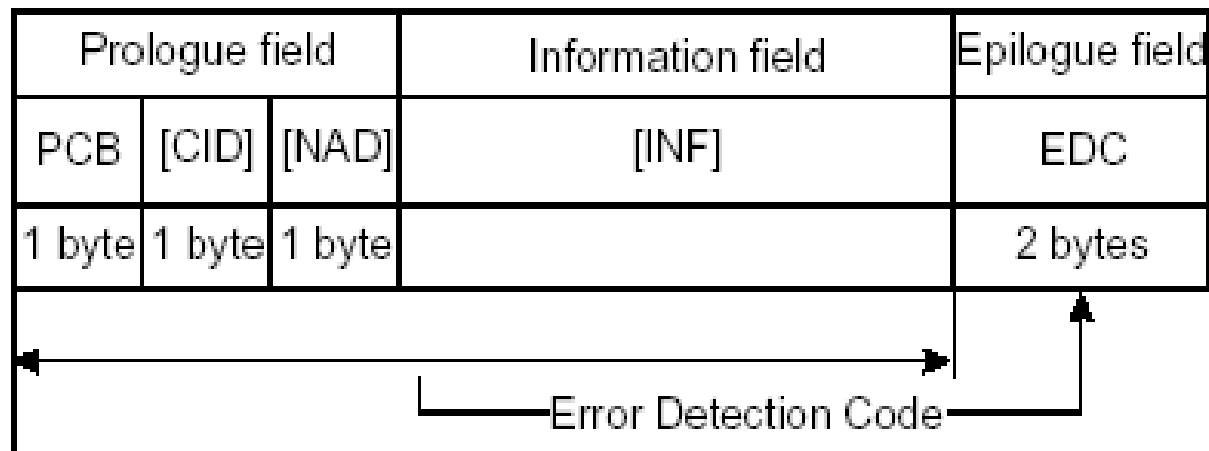 Prologue field Information field Epilogue field
PCB [CID] [NAD] [INF] EDC
1 byte 1 byte 1 byte 2 bytes
Error Detection Code